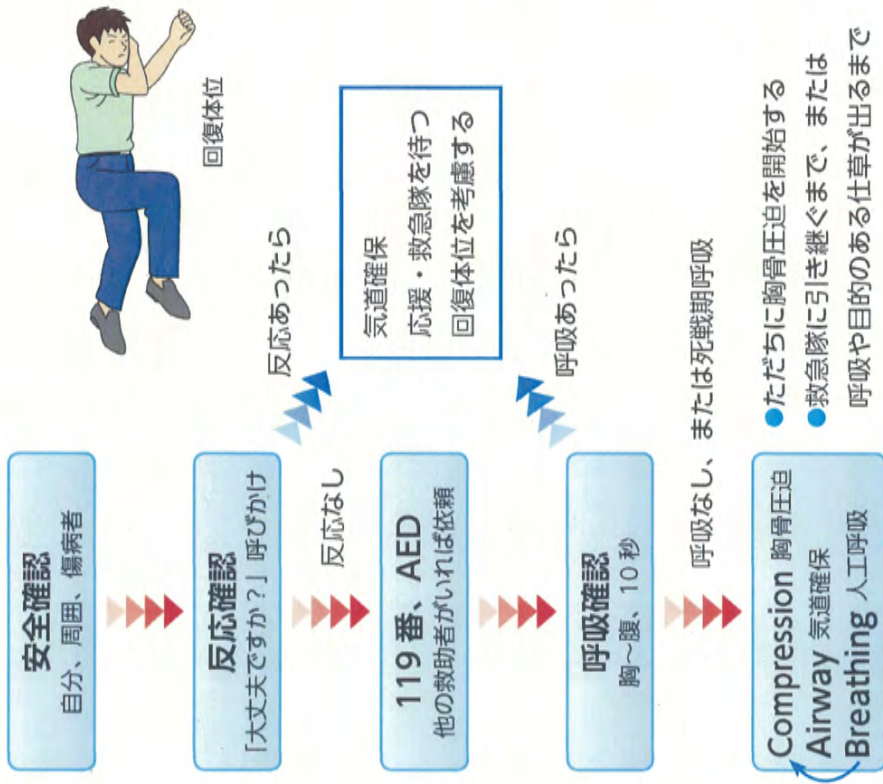 安全確認
自分、周囲、傷病者
反応確認
「大丈夫ですか?」呼びかけ
反応なし
119番、AED
他の救助者がいれば依頼
呼吸確認
胸〜腹、10秒
呼吸なし、または死戦期呼吸
Compression 胸骨圧迫
Airway 気道確保
Breathing 人工呼吸
回復体位
反応あったら
気道確保
応援・救急隊を待つ
回復体位を考慮する
呼吸あったら
●ただちに胸骨圧迫を開始する
●救急隊に引き継ぐまで、または
呼吸や目的のある仕草が出るまで